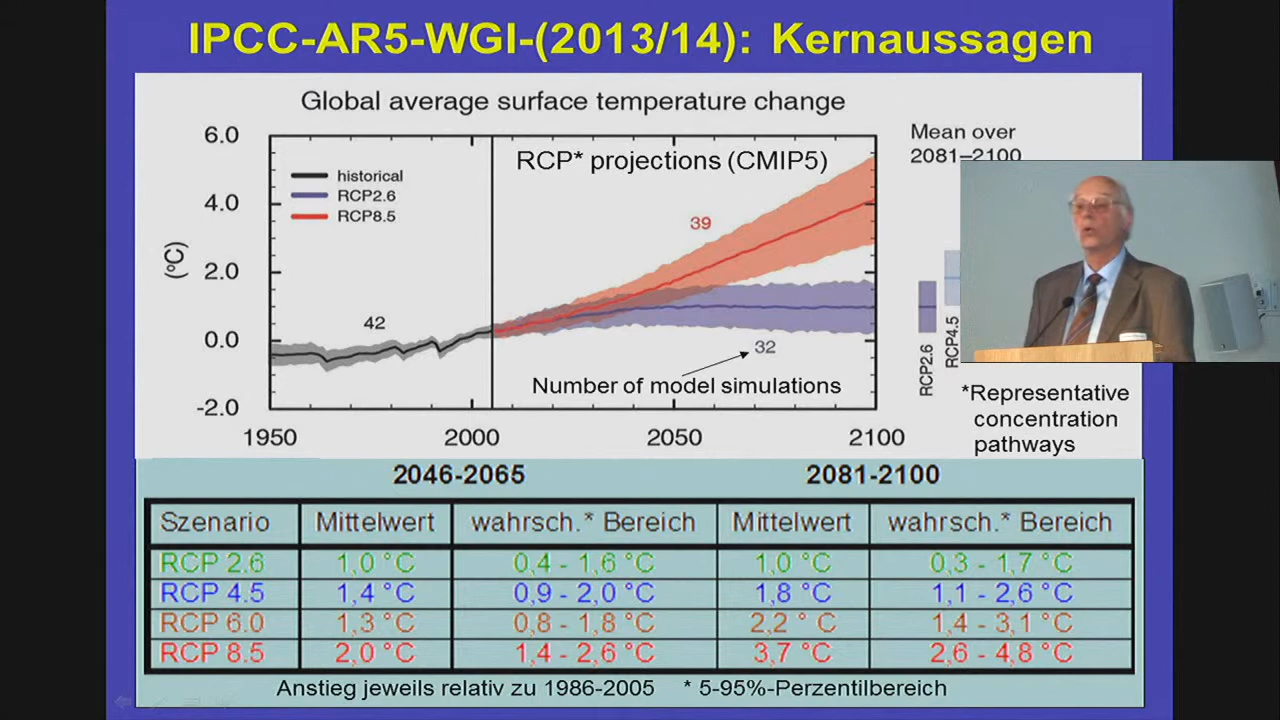 IPCC-AR5-WGI-(2013/14): Kernaussagen
Global average surface temperature change
Mean over
2081–2100
RCP* projections (CMIP5)
historical
RCP2.6
RCP8.5
6.0
4.0
2.0
0.0
-2.0
(°C)
39
42
32
Number of model simulations
1950
2000
2050
2100
RCP2.6
RCP4.5
*Representative
concentration
pathways
2046-2065 2081-2100
Szenario Mittelwert wahrsch.* Bereich Mittelwert wahrsch.* Bereich
RCP 2.6 1,0 °C 0,4 - 1,6 °C 1,0 °C 0,3 - 1,7 °C
RCP 4.5 1,4 °C 0,9 - 2,0 °C 1,8 °C 1,1 - 2,6 °C
RCP 6.0 1,3 °C 0,8 - 1,8 °C 2,2 ° C 1,4 - 3,1 °C
RCP 8.5 2,0 °C 1,4 - 2,6 °C 3,7 °C 2,6 - 4,8 °C
Anstieg jeweils relativ zu 1986-2005 * 5-95%-Perzentilbereich